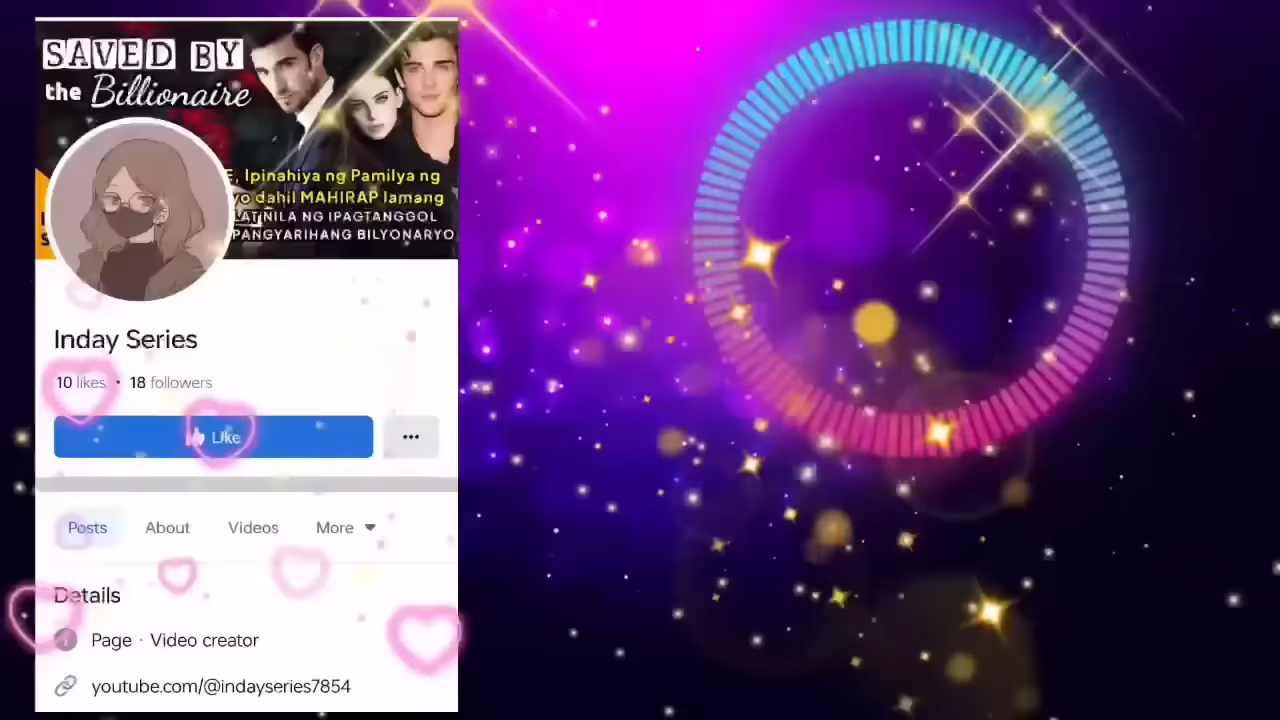 SAVED BY
the Billionaire
E, Ipinahiya ng Pamilya ng
yo dahil MAHIRAP lamang
NILA NG IPAGTANGGOL
PANGYARIHANG BILYONARYO
Inday Series
10 likes • 18 followers
Like
Posts About Videos More
Details
Page · Video creator
youtube.com/@indayseries7854